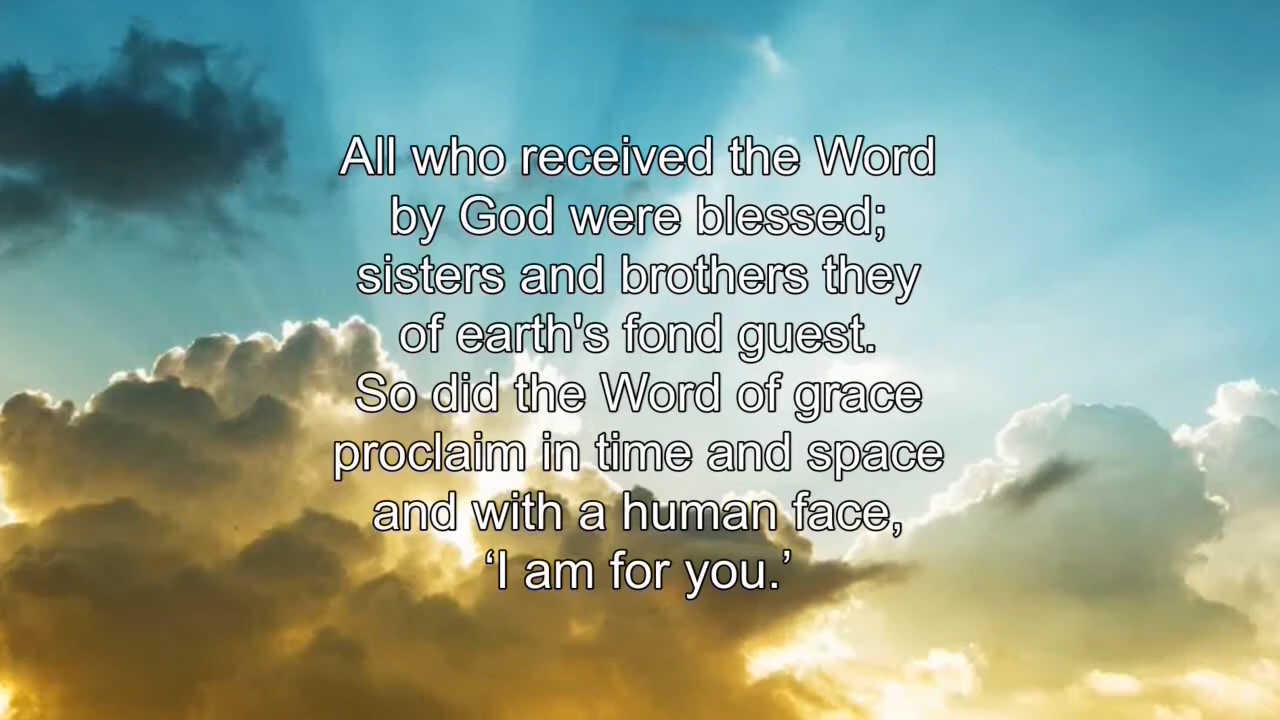 All who received the Word
by God were blessed;
sisters and brothers they
of earth's fond guest.
So did the Word of grace
proclaim in time and space
and with a human face,
‘I am for you.’